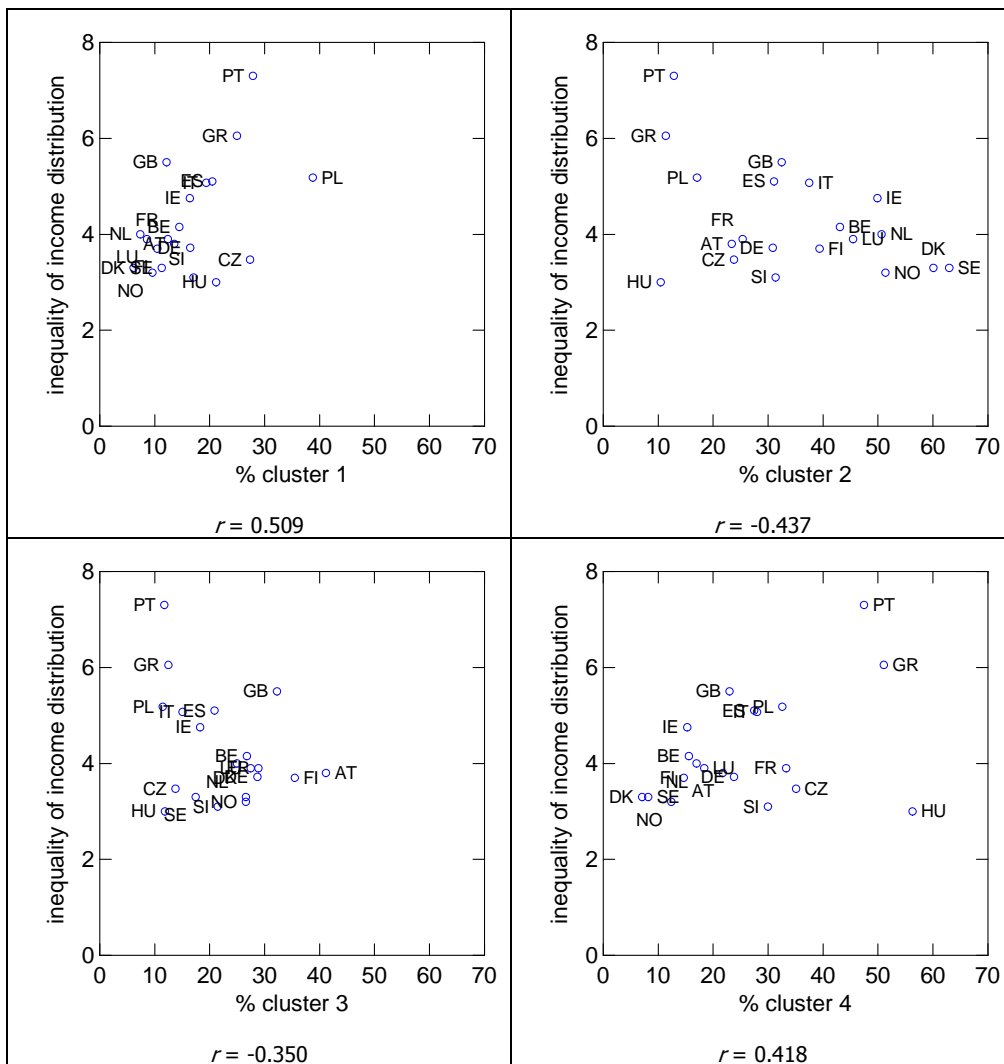 8
PT
GR
6
GB
ES
IT
PL
IE
FR
BE
NL
4
AT
DE
LU
SI
CZ
DK
FI
SE
HU
NO
2
0
0 10 20 30 40 50 60 70
inequality of income distribution
% cluster 1
r = 0.509
8
PT
GR
6
GB
PL
ES
IT
IE
FR
BE
NL
4
AT
DE
FI
LU
DK
CZ
HU
SI
NO
SE
2
0
0 10 20 30 40 50 60 70
inequality of income distribution
% cluster 2
r = -0.437
8
PT
GR
6
GB
PL
IT
ES
IE
BE
4
FI
AT
CZ
NL
HU
SE
SI
NO
2
0
0 10 20 30 40 50 60 70
inequality of income distribution
% cluster 3
r = -0.350
8
PT
GR
6
GB
ES
IT
PL
IE
BE
4
LU
FR
FI
NL
DE
AT
CZ
DK
SE
NO
SI
HU
2
0
0 10 20 30 40 50 60 70
inequality of income distribution
% cluster 4
r = 0.418